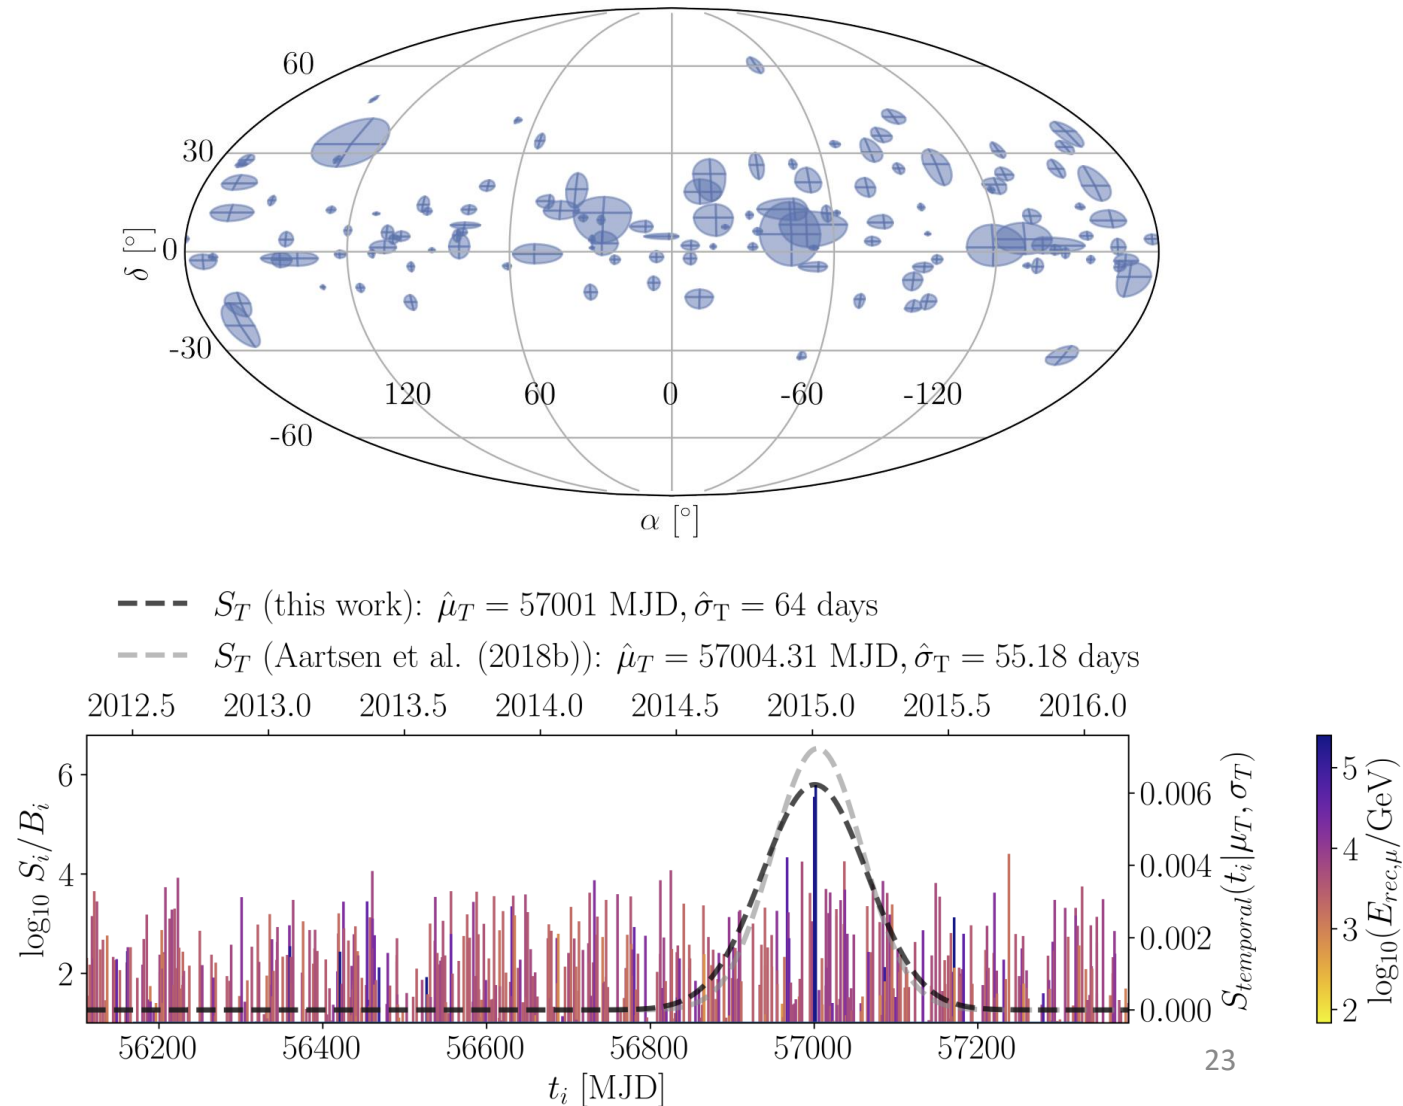 60
30
δ [°]
0
-30
120 60 0 -60 -120
-60
α [°]
S_T (this work): μ̂_T = 57001 MJD, σ̂_T = 64 days
S_T (Aartsen et al. (2018b)): μ̂_T = 57004.31 MJD, σ̂_T = 55.18 days
2012.5 2013.0 2013.5 2014.0 2014.5 2015.0 2015.5 2016.0
log₁₀ S_i/B_i
6
4
2
0.006
0.004
0.002
0.000
S_temporal(t_i|μ_T, σ_T)
5
4
3
2
log₁₀(E_rec,μ/GeV)
56200 56400 56600 56800 57000 57200
t_i [MJD]
23